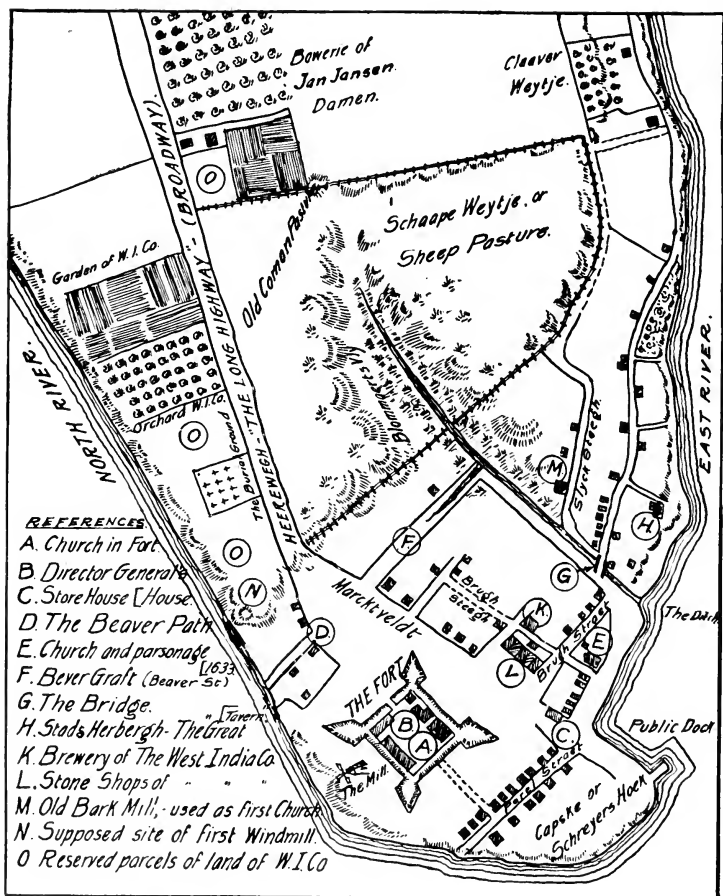 Bowerie of
Jan Jansen
Damen.
Cleaver
Weytje.
HEEREWEGH - "THE LONG HIGHWAY" - (BROADWAY).
O
Schaape Weytje, or
Sheep Pasture.
Old Comon Pasture
Garden of W.I.Co.
Orchard W.I.Co.
NORTH RIVER.
EAST RIVER.
O
The Burial Ground
O
N
M
Slyck Steegh.
H
F
Marckveldt
G
Brugh
Steegh
K
Brugh Street
E
L
D
THE FORT
B
A
The Mill.
C
Perel Straet
The Dock
Public Dock
Capske or
Schreyers Hoek
REFERENCES
A. Church in Fort.
B. Director Generals
C. Store House [House.
D. The Beaver Path
E. Church and parsonage
[1633.
F. Bever Graft (Beaver St)
G. The Bridge.
[Tavern
H. Stads Herbergh - The "Great
K. Brewery of The West India Co
L. Stone Shops of " " "
M. Old Bark Mill, - used as first Church
N. Supposed site of first Windmill.
O Reserved parcels of land of W.I.Co